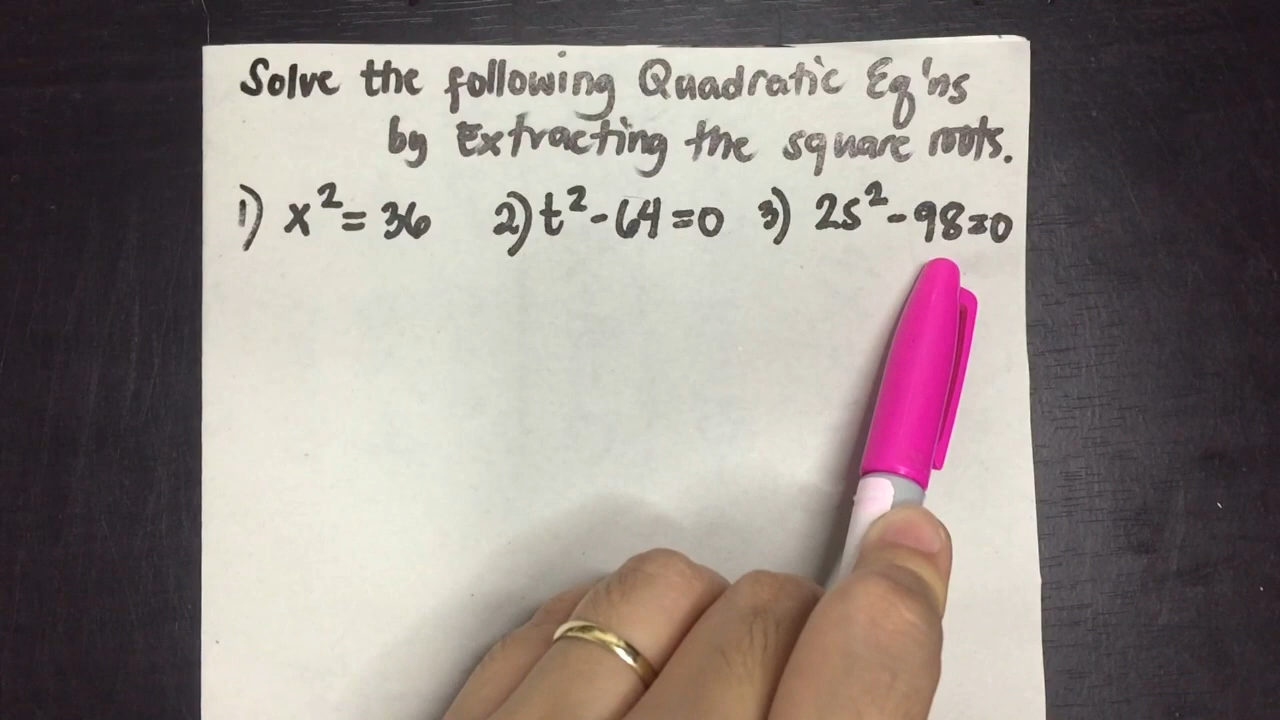 Solve the following Quadratic Eq'ns
by Extracting the square roots.
1) x² = 36 2) t² - 64 = 0 3) 2s² - 98 = 0